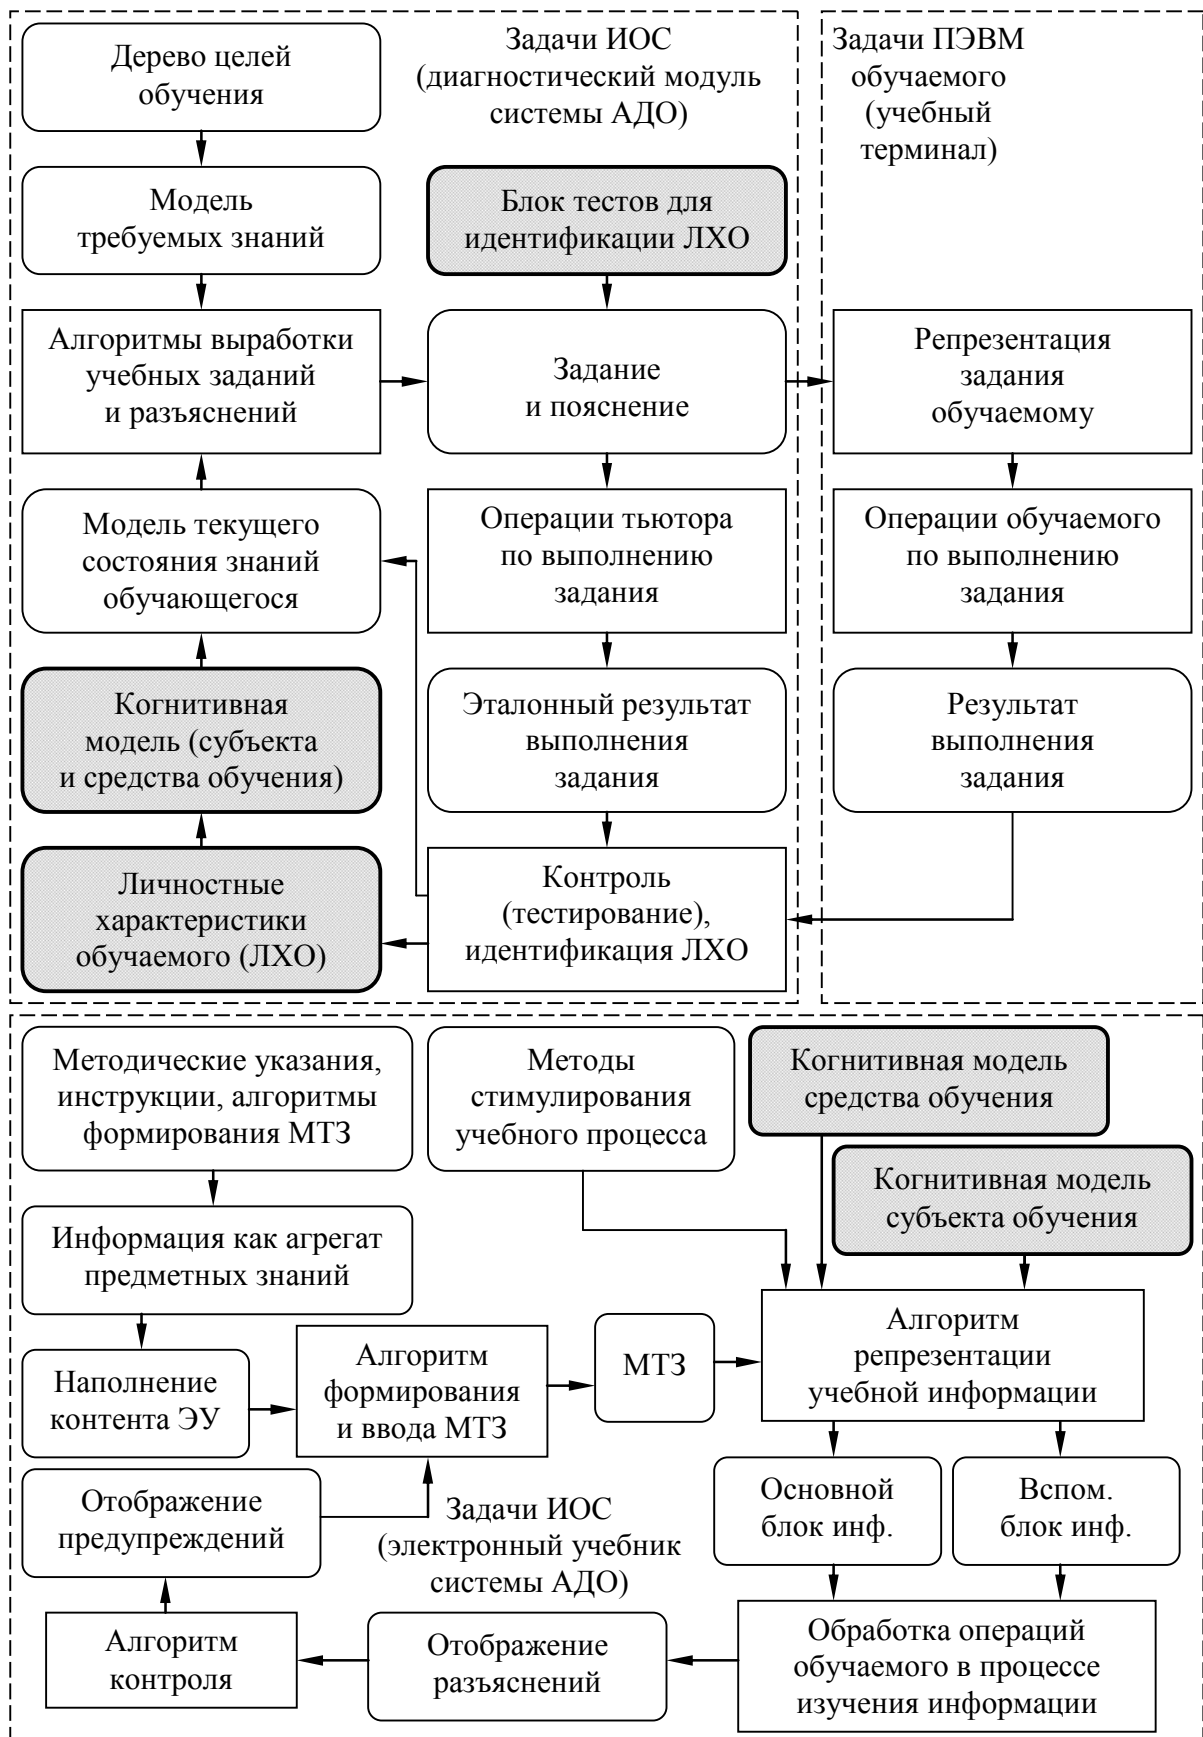 Дерево целей
обучения
Задачи ИОС
(диагностический модуль
системы АДО)
Задачи ПЭВМ
обучаемого
(учебный
терминал)
Модель
требуемых знаний
Блок тестов для
идентификации ЛХО
Алгоритмы выработки
учебных заданий
и разъяснений
Задание
и пояснение
Репрезентация
задания
обучаемому
Модель текущего
состояния знаний
обучающегося
Операции тьютора
по выполнению
задания
Операции обучаемого
по выполнению
задания
Когнитивная
модель (субъекта
и средства обучения)
Эталонный результат
выполнения
задания
Результат
выполнения
задания
Личностные
характеристики
обучаемого (ЛХО)
Контроль
(тестирование),
идентификация ЛХО
Методические указания,
инструкции, алгоритмы
формирования МТЗ
Методы
стимулирования
учебного процесса
Когнитивная модель
средства обучения
Когнитивная модель
субъекта обучения
Информация как агрегат
предметных знаний
Наполнение
контента ЭУ
Алгоритм
формирования
и ввода МТЗ
МТЗ
Алгоритм
репрезентации
учебной информации
Отображение
предупреждений
Задачи ИОС
(электронный учебник
системы АДО)
Основной
блок инф.
Вспом.
блок инф.
Алгоритм
контроля
Отображение
разъяснений
Обработка операций
обучаемого в процессе
изучения информации